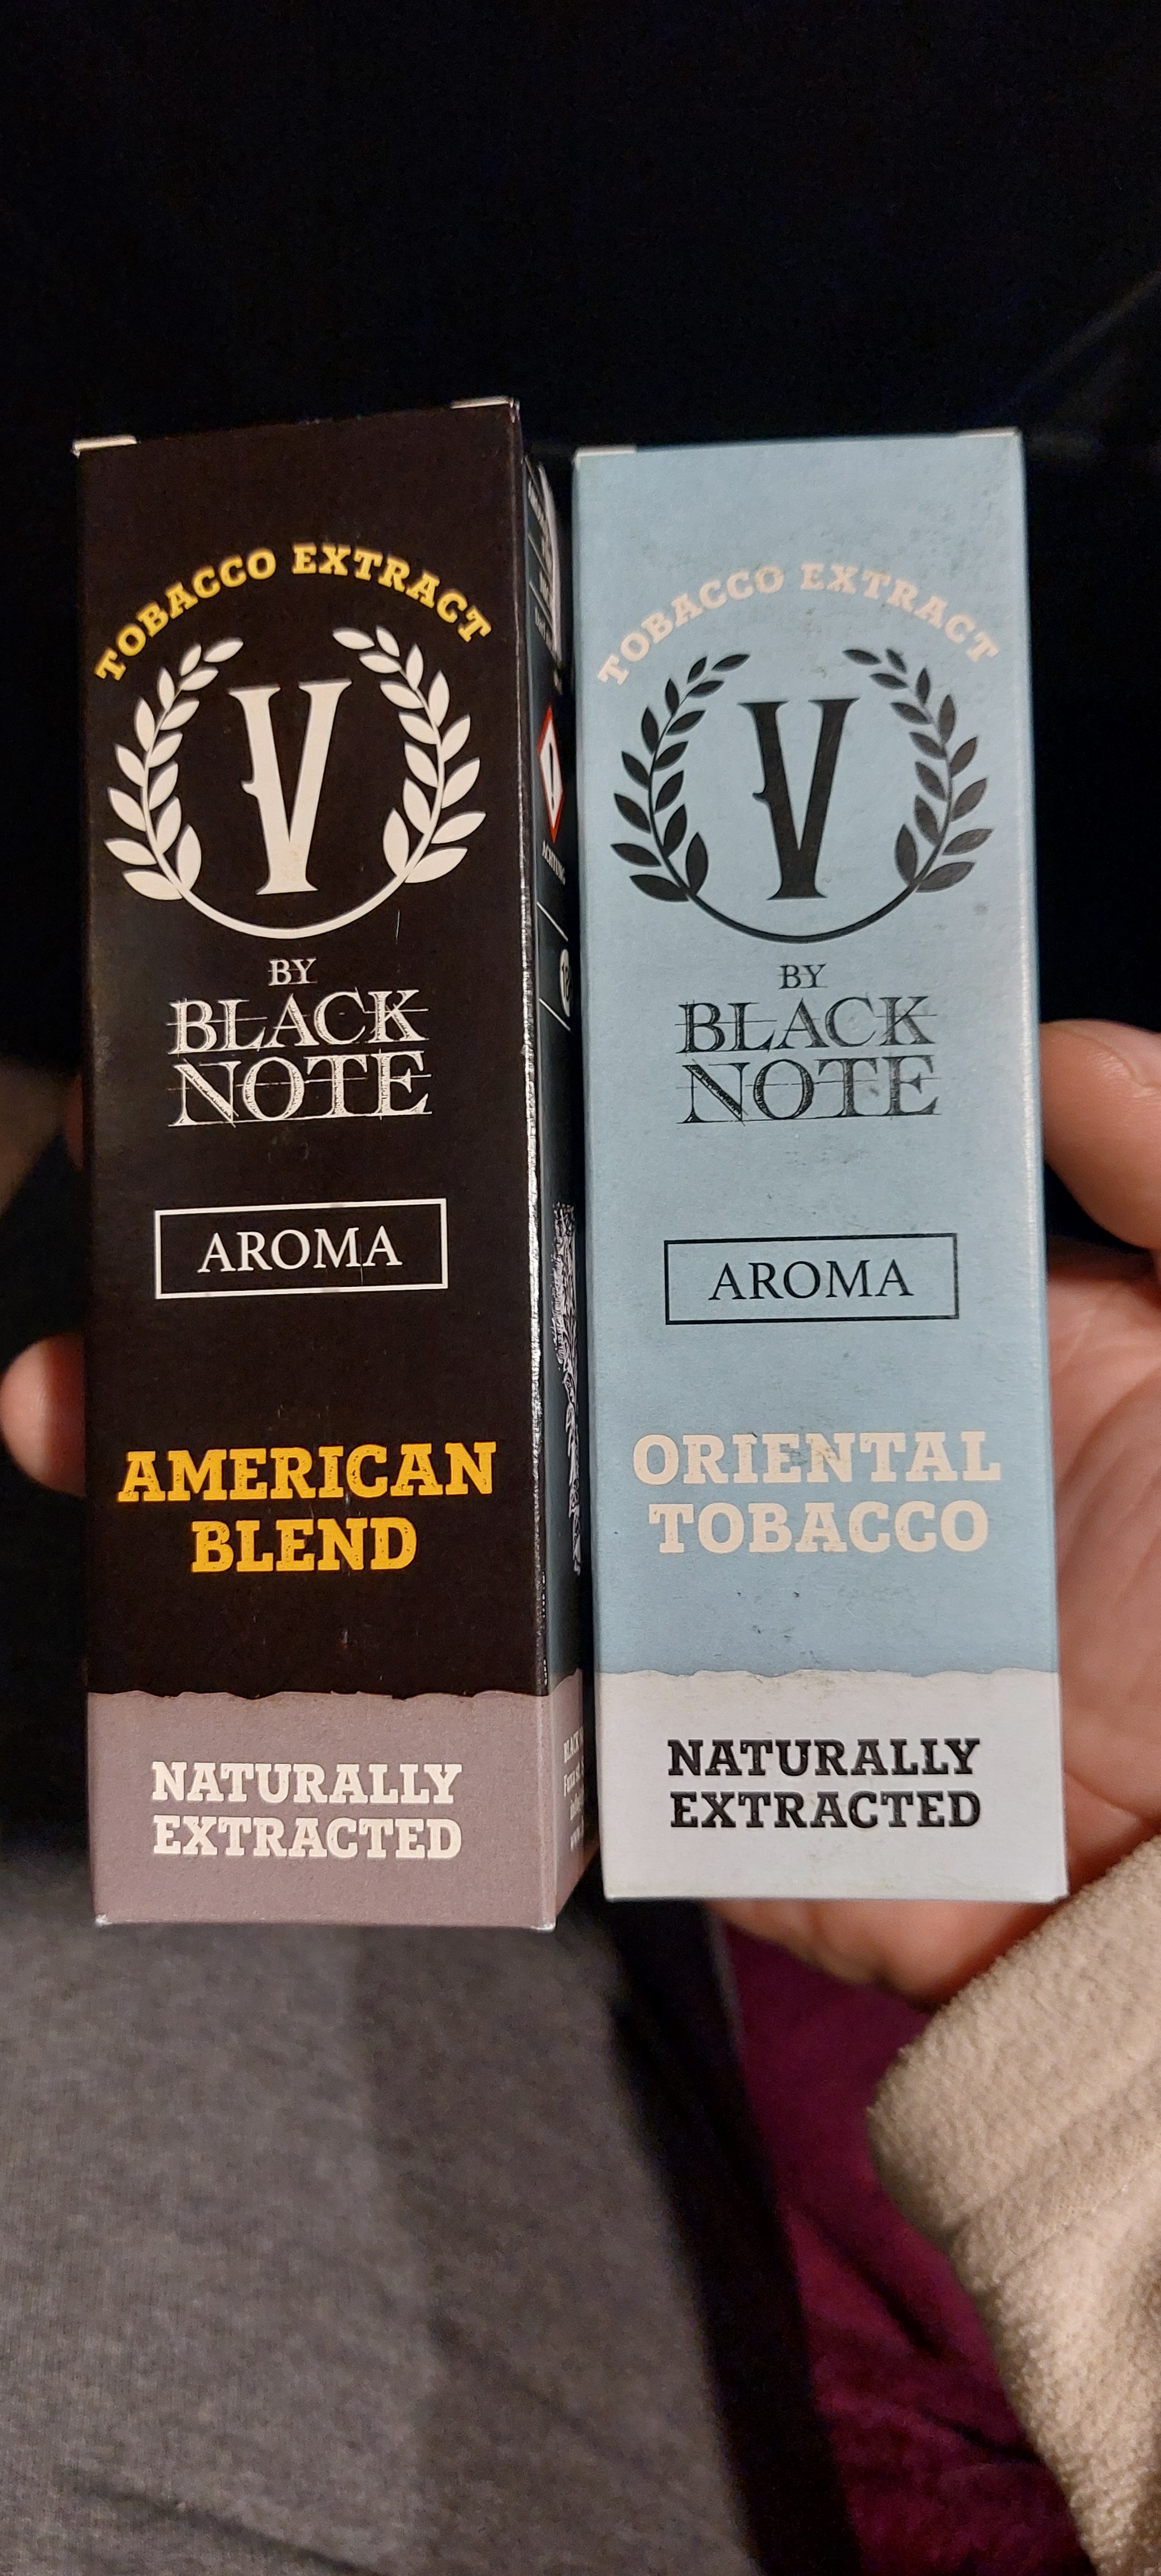 TOBACCO EXTRACT
V
BY
BLACK
NOTE
AROMA
AMERICAN
BLEND
NATURALLY
EXTRACTED
ACHTUNG
TOBACCO EXTRACT
V
BY
BLACK
NOTE
AROMA
ORIENTAL
TOBACCO
NATURALLY
EXTRACTED